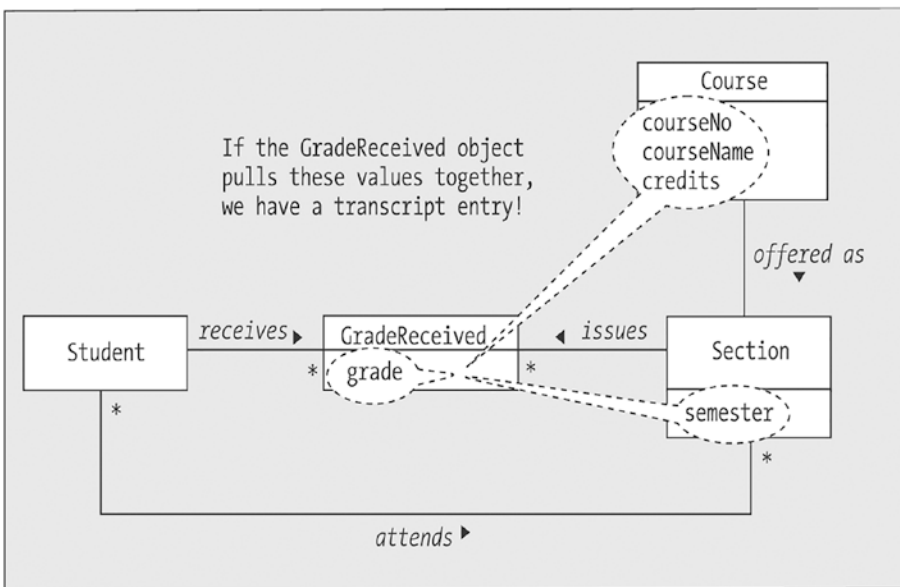 Course
courseNo
courseName
credits
If the GradeReceived object
pulls these values together,
we have a transcript entry!
offered as
▼
Student
receives ▶
GradeReceived
◀ issues
Section
*
grade
*
semester
*
*
attends ▶